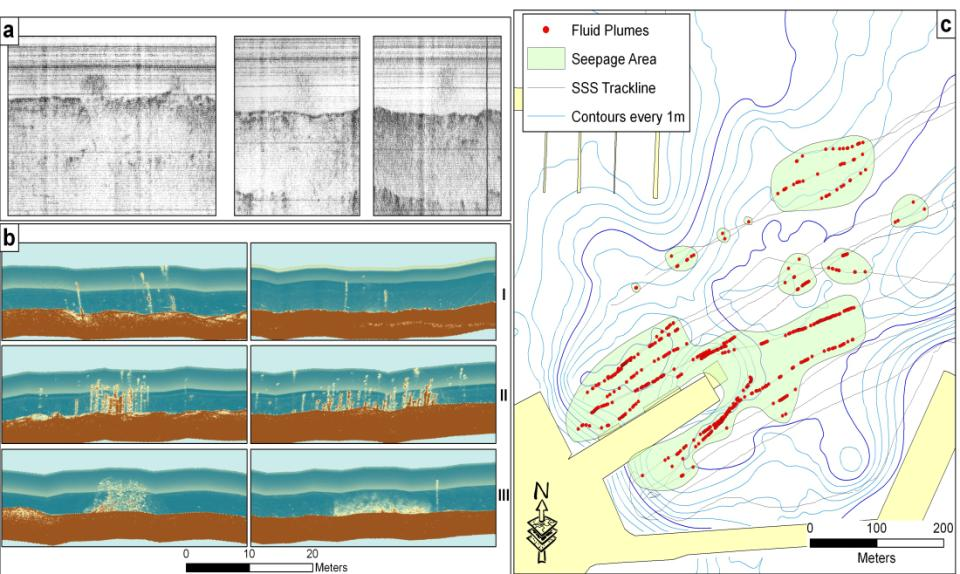 a
b
I
II
III
0 10 20
Meters
c
Fluid Plumes
Seepage Area
SSS Trackline
Contours every 1m
N
0 100 200
Meters